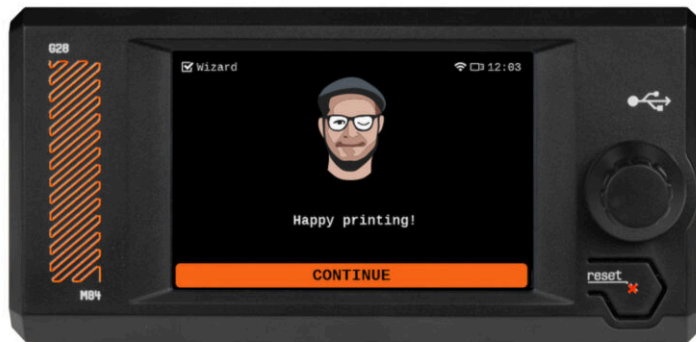 G28
Wizard
12:03
Happy printing!
CONTINUE
reset
M84